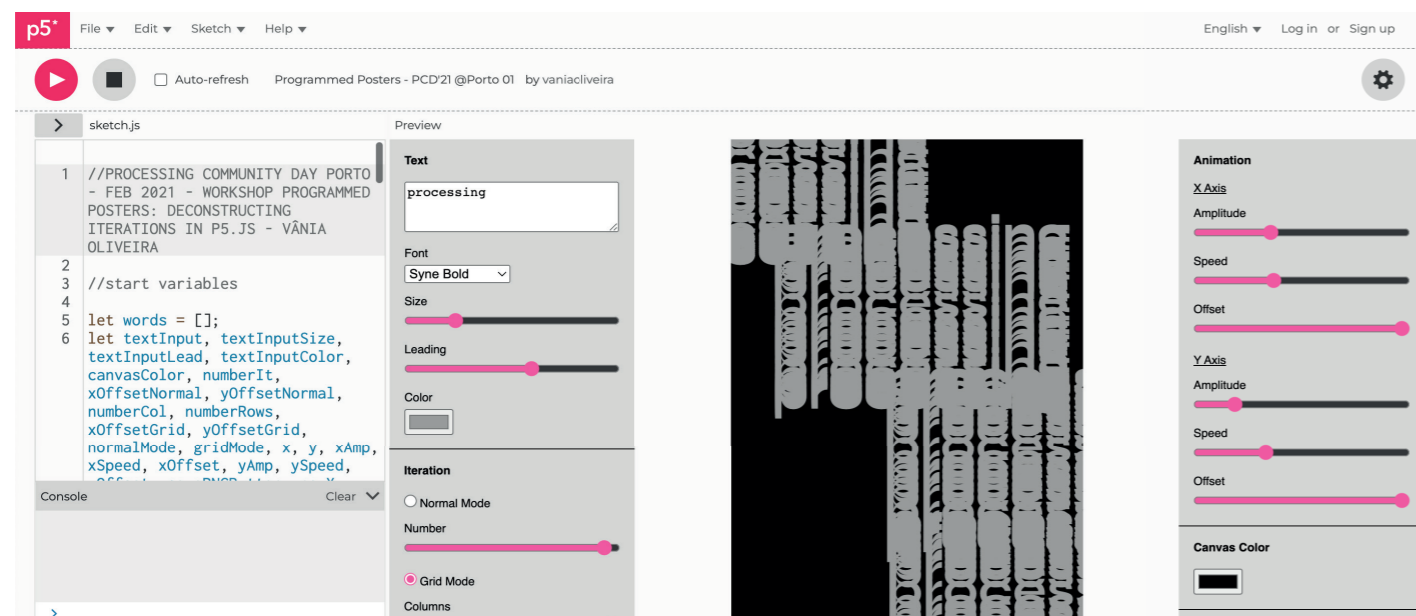 p5* File Edit Sketch Help English Log in or Sign up
Auto-refresh Programmed Posters - PCD'21 @Porto 01 by vaniacliveira
> sketch.js Preview
1 //PROCESSING COMMUNITY DAY PORTO
- FEB 2021 - WORKSHOP PROGRAMMED
POSTERS: DECONSTRUCTING
ITERATIONS IN P5.JS - VÂNIA
OLIVEIRA
2
3 //start variables
4
5 let words = [];
6 let textInput, textInputSize,
textInputLead, textInputColor,
canvasColor, numberIt,
xOffsetNormal, yOffsetNormal,
numberCol, numberRows,
xOffsetGrid, yOffsetGrid,
normalMode, gridMode, x, y, xAmp,
xSpeed, xOffset, yAmp, ySpeed,
Console Clear
>
Text
processing
Font
Syne Bold
Size
Leading
Color
Iteration
Normal Mode
Number
Grid Mode
Columns
processing
Animation
X Axis
Amplitude
Speed
Offset
Y Axis
Amplitude
Speed
Offset
Canvas Color